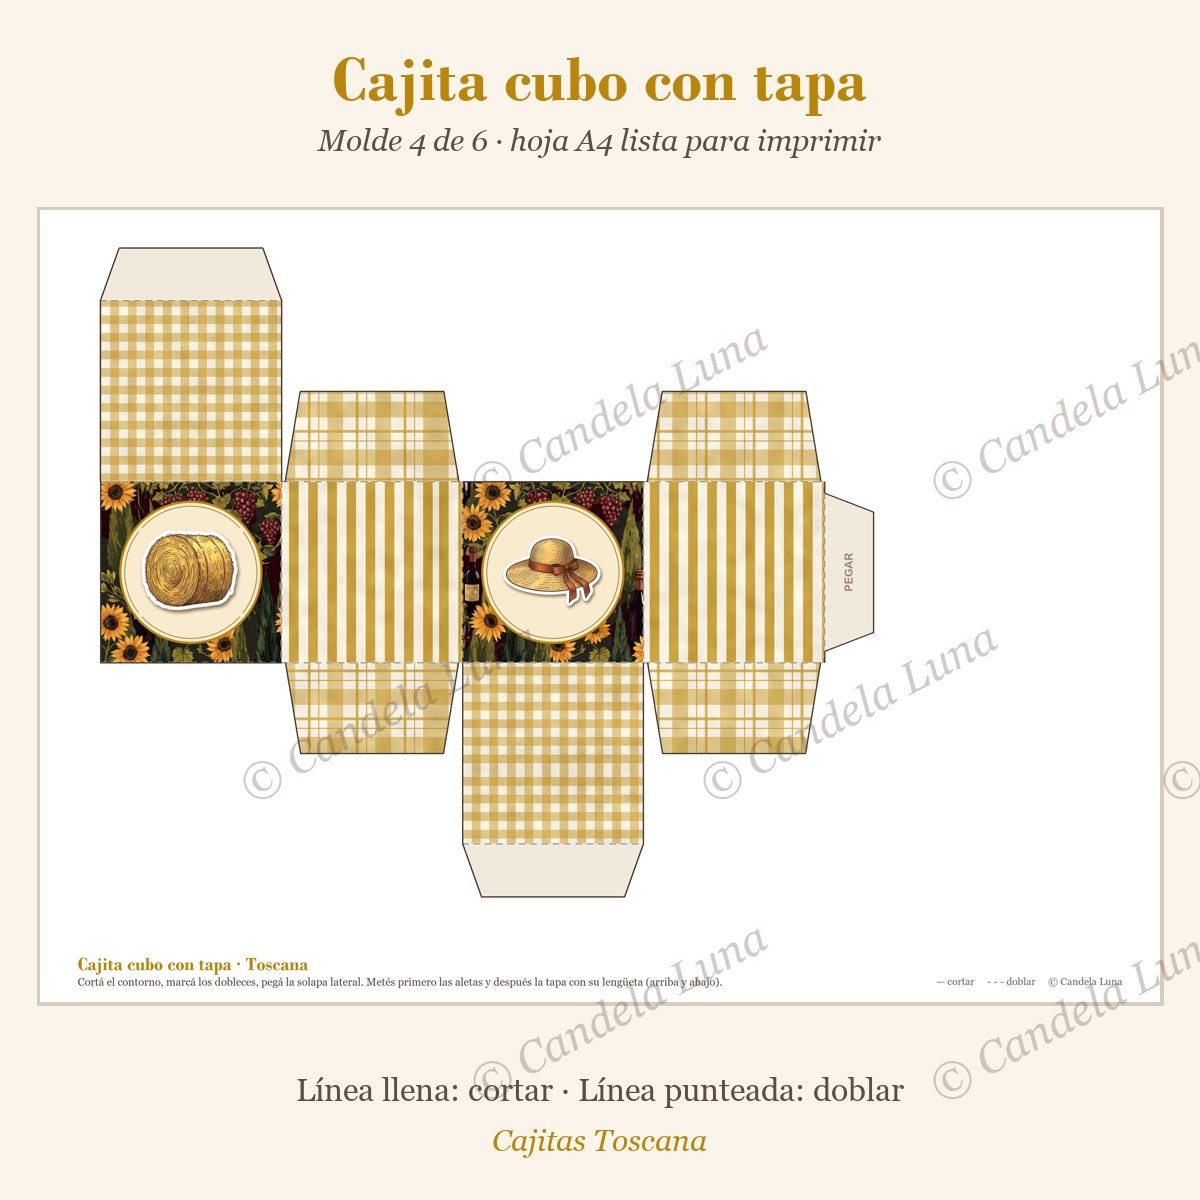 Cajita cubo con tapa
Molde 4 de 6 · hoja A4 lista para imprimir
© Candela Luna
© Candela Luna
PEGAR
© Candela Luna
© Candela Luna
©
Cajita cubo con tapa · Toscana
Cortá el contorno, marcá los dobleces, pegá la solapa lateral. Metés primero las aletas y después la tapa con su lengüeta (arriba y abajo).
— cortar - - - doblar © Candela Luna
© Candela Luna
© Candela Luna
Línea llena: cortar · Línea punteada: doblar
Cajitas Toscana